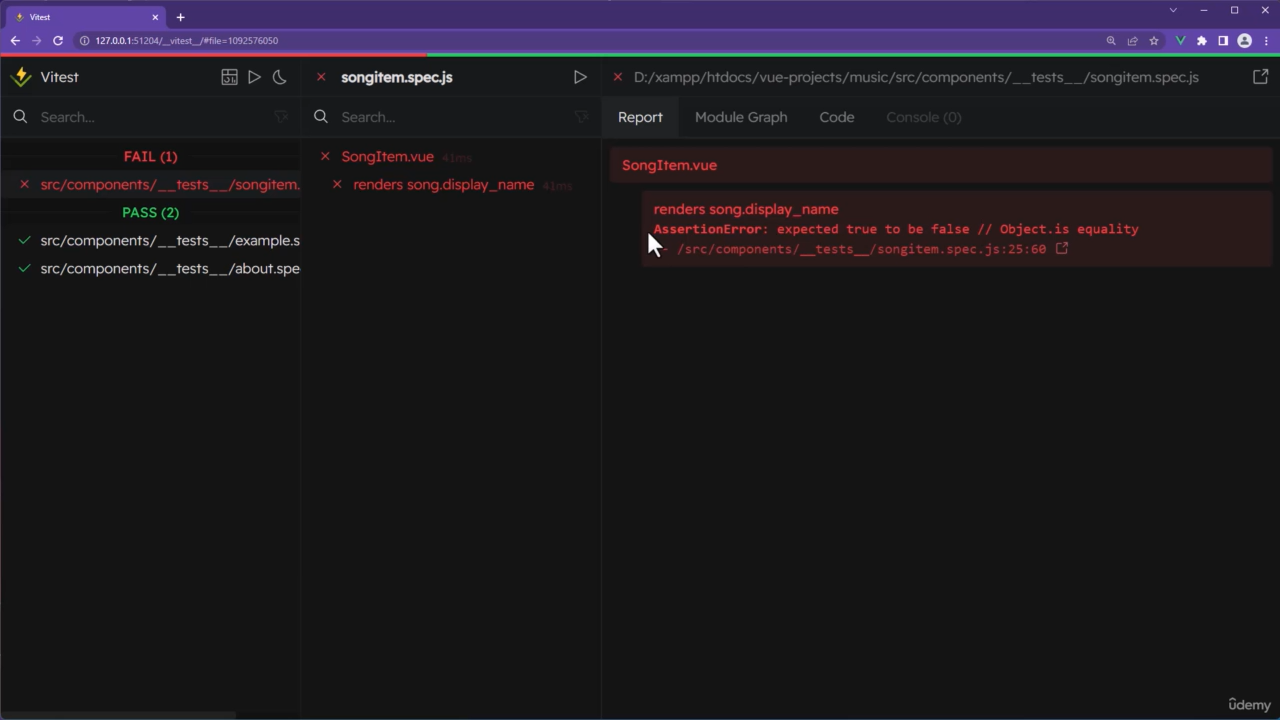 Vitest
127.0.0.1:51204/__vitest__/#file=1092576050
Vitest
Search...
FAIL (1)
src/components/__tests__/songitem.
PASS (2)
src/components/__tests__/example.s
src/components/__tests__/about.spe
songitem.spec.js
Search...
SongItem.vue 41ms
renders song.display_name 41ms
D:/xampp/htdocs/vue-projects/music/src/components/__tests__/songitem.spec.js
Report Module Graph Code Console (0)
SongItem.vue
renders song.display_name
AssertionError: expected true to be false // Object.is equality
- /src/components/__tests__/songitem.spec.js:25:60
ûdemy